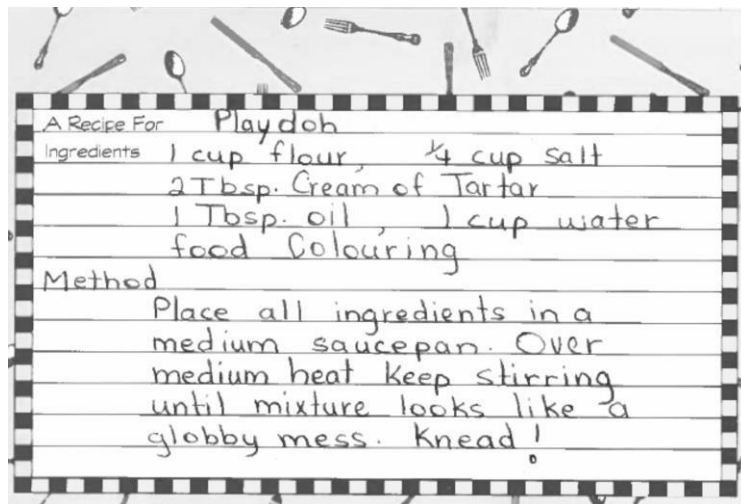 A Recipe For Playdoh
Ingredients 1 cup flour, 1/4 cup salt
2 Tbsp. Cream of Tartar
1 Tbsp. oil, 1 cup water
food Colouring
Method
Place all ingredients in a
medium saucepan. Over
medium heat keep stirring
until mixture looks like a
globby mess. Knead!